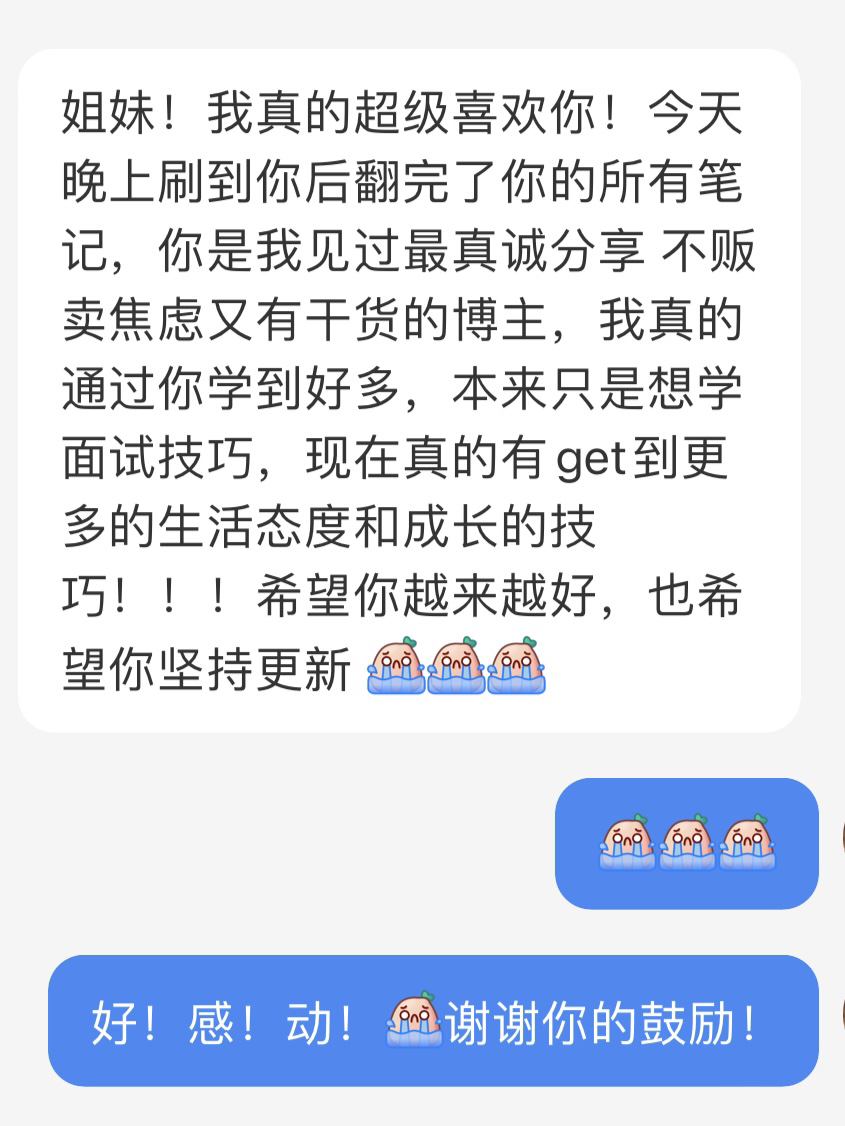 姐妹！我真的超级喜欢你！今天
晚上刷到你后翻完了你的所有笔
记，你是我见过最真诚分享 不贩
卖焦虑又有干货的博主，我真的
通过你学到好多，本来只是想学
面试技巧，现在真的有get到更
多的生活态度和成长的技
巧！！！希望你越来越好，也希
望你坚持更新
好！感！动！谢谢你的鼓励！